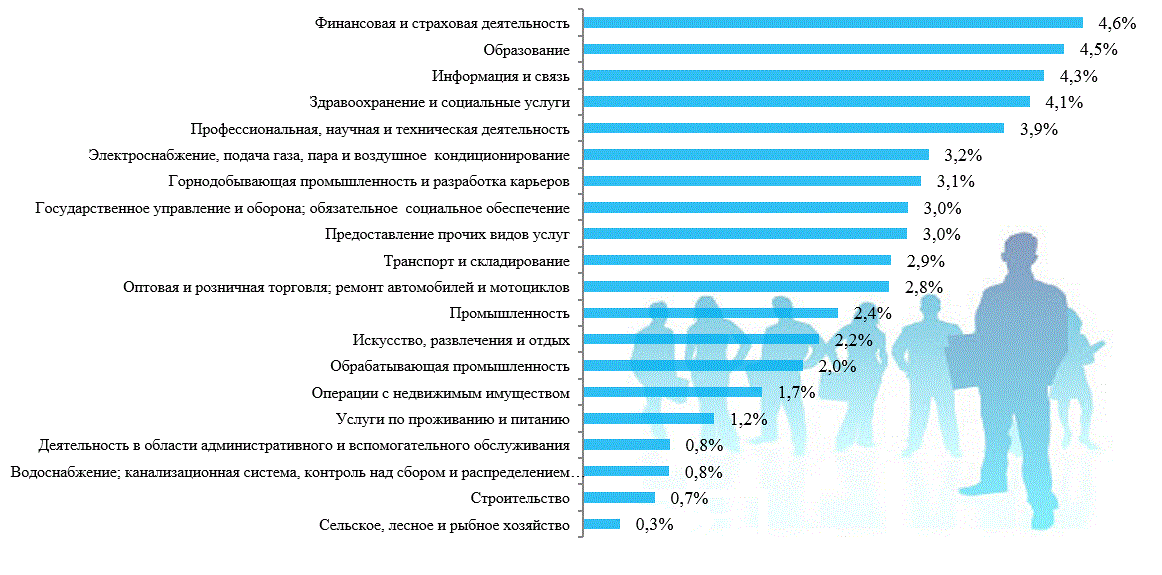 Финансовая и страховая деятельность 4,6%
Образование 4,5%
Информация и связь 4,3%
Здравоохранение и социальные услуги 4,1%
Профессиональная, научная и техническая деятельность 3,9%
Электроснабжение, подача газа, пара и воздушное кондиционирование 3,2%
Горнодобывающая промышленность и разработка карьеров 3,1%
Государственное управление и оборона; обязательное социальное обеспечение 3,0%
Предоставление прочих видов услуг 3,0%
Транспорт и складирование 2,9%
Оптовая и розничная торговля; ремонт автомобилей и мотоциклов 2,8%
Промышленность 2,4%
Искусство, развлечения и отдых 2,2%
Обрабатывающая промышленность 2,0%
Операции с недвижимым имуществом 1,7%
Услуги по проживанию и питанию 1,2%
Деятельность в области административного и вспомогательного обслуживания 0,8%
Водоснабжение; канализационная система, контроль над сбором и распределением… 0,8%
Строительство 0,7%
Сельское, лесное и рыбное хозяйство 0,3%